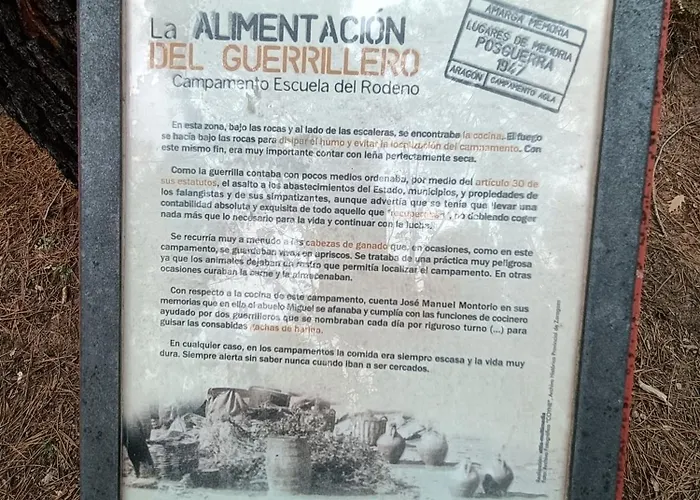 La ALIMENTACIÓN
DEL GUERRILLERO
Campamento Escuela del Rodeno
AMARGA MEMORIA
LUGARES DE MEMORIA
POSGUERRA
1947
ARAGÓN CAMPAMENTO AGLA
En esta zona, bajo las rocas y al lado de las escaleras, se encontraba la cocina. El fuego
se hacía bajo las rocas para disipar el humo y evitar la localización del campamento. Con
este mismo fin, era muy importante contar con leña perfectamente seca.
Como la guerrilla contaba con pocos medios ordenaba, por medio del artículo 30 de
sus estatutos, el asalto a los abastecimientos del Estado, municipios, y propiedades de
los falangistas y de sus simpatizantes, aunque advertía que se tenía que llevar una
contabilidad absoluta y exquisita de todo aquello que no debiendo coger
nada más que lo necesario para la vida y continuar con la lucha.
Se recurría muy a menudo a las cabezas de ganado que, en ocasiones, como en este
campamento, se guardaban vivas en apriscos. Se trataba de una práctica muy peligrosa
ya que los animales dejaban un rastro que permitía localizar el campamento. En otras
ocasiones curaban la carne y la almacenaban.
Con respecto a la cocina de este campamento, cuenta José Manuel Montorio en sus
memorias que en ella el abuelo Miguel se afanaba y cumplía con las funciones de cocinero
ayudado por dos guerrilleros que se nombraban cada día por riguroso turno (...) para
guisar las consabidas gachas de harina.
En cualquier caso, en los campamentos la comida era siempre escasa y la vida muy
dura. Siempre alerta sin saber nunca cuando iban a ser cercados.